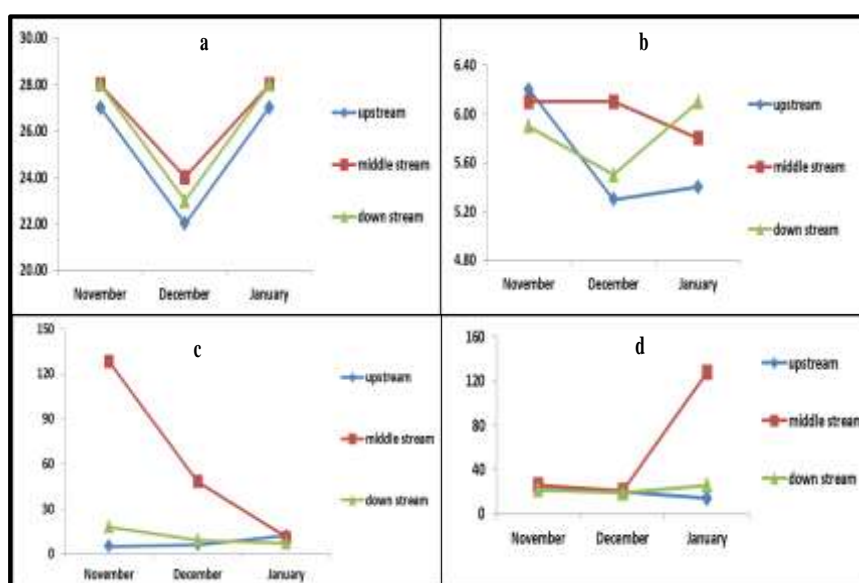 a
30.00
28.00
26.00
24.00
22.00
20.00
November December January
upstream
middle stream
down stream
b
6.40
6.00
5.60
5.20
4.80
November December January
upstream
middle stream
down stream
c
150
120
90
60
30
0
November December January
upstream
middle stream
down stream
d
160
120
80
40
0
November December January
upstream
middle stream
down stream